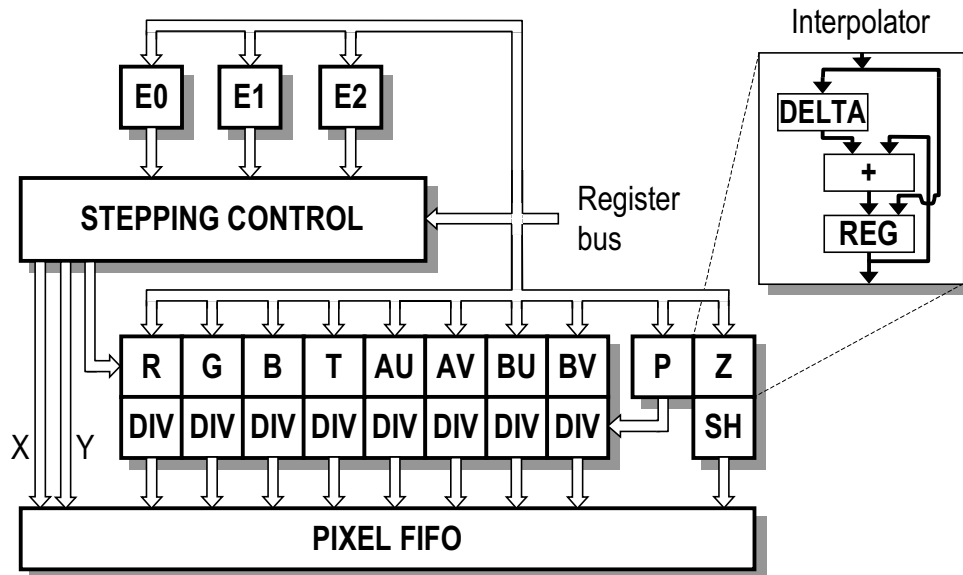 Interpolator
E0 E1 E2
DELTA
+
REG
STEPPING CONTROL
Register
bus
R G B T AU AV BU BV P Z
DIV DIV DIV DIV DIV DIV DIV DIV SH
X Y
PIXEL FIFO